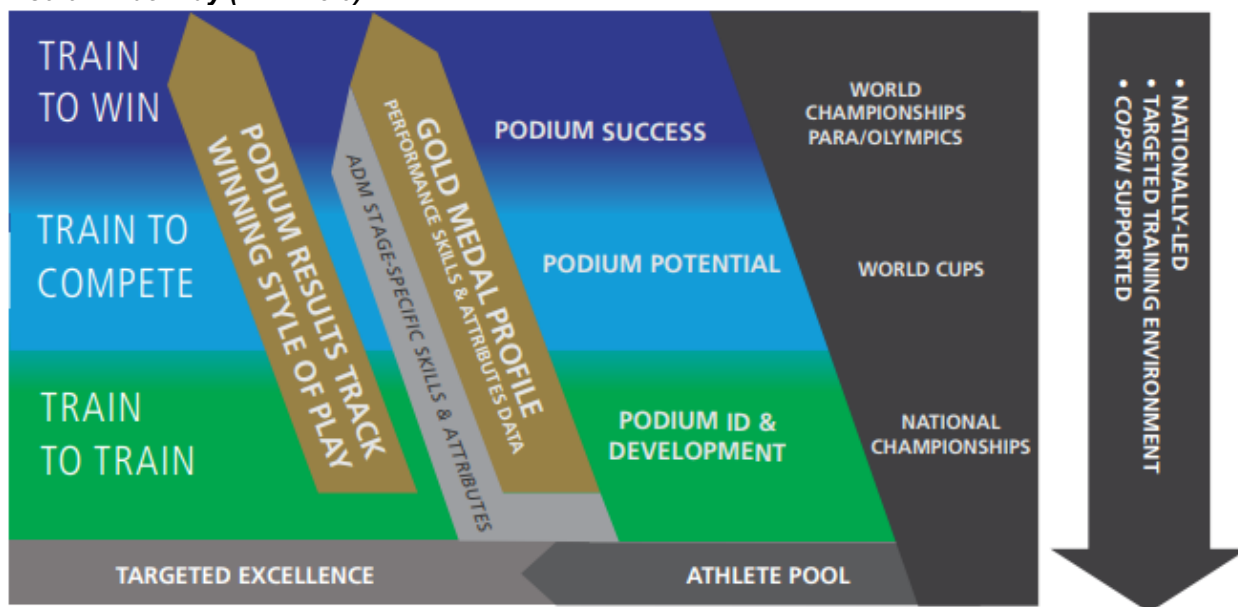 TRAIN
TO WIN
TRAIN TO
COMPETE
TRAIN
TO TRAIN
PODIUM RESULTS TRACK
WINNING STYLE OF PLAY
ADM STAGE-SPECIFIC SKILLS & ATTRIBUTES
GOLD MEDAL PROFILE
PERFORMANCE SKILLS & ATTRIBUTES DATA
PODIUM SUCCESS
PODIUM POTENTIAL
PODIUM ID &
DEVELOPMENT
WORLD
CHAMPIONSHIPS
PARA/OLYMPICS
WORLD CUPS
NATIONAL
CHAMPIONSHIPS
TARGETED EXCELLENCE
ATHLETE POOL
• NATIONALLY-LED
• TARGETED TRAINING ENVIRONMENT
• COPSIN SUPPORTED